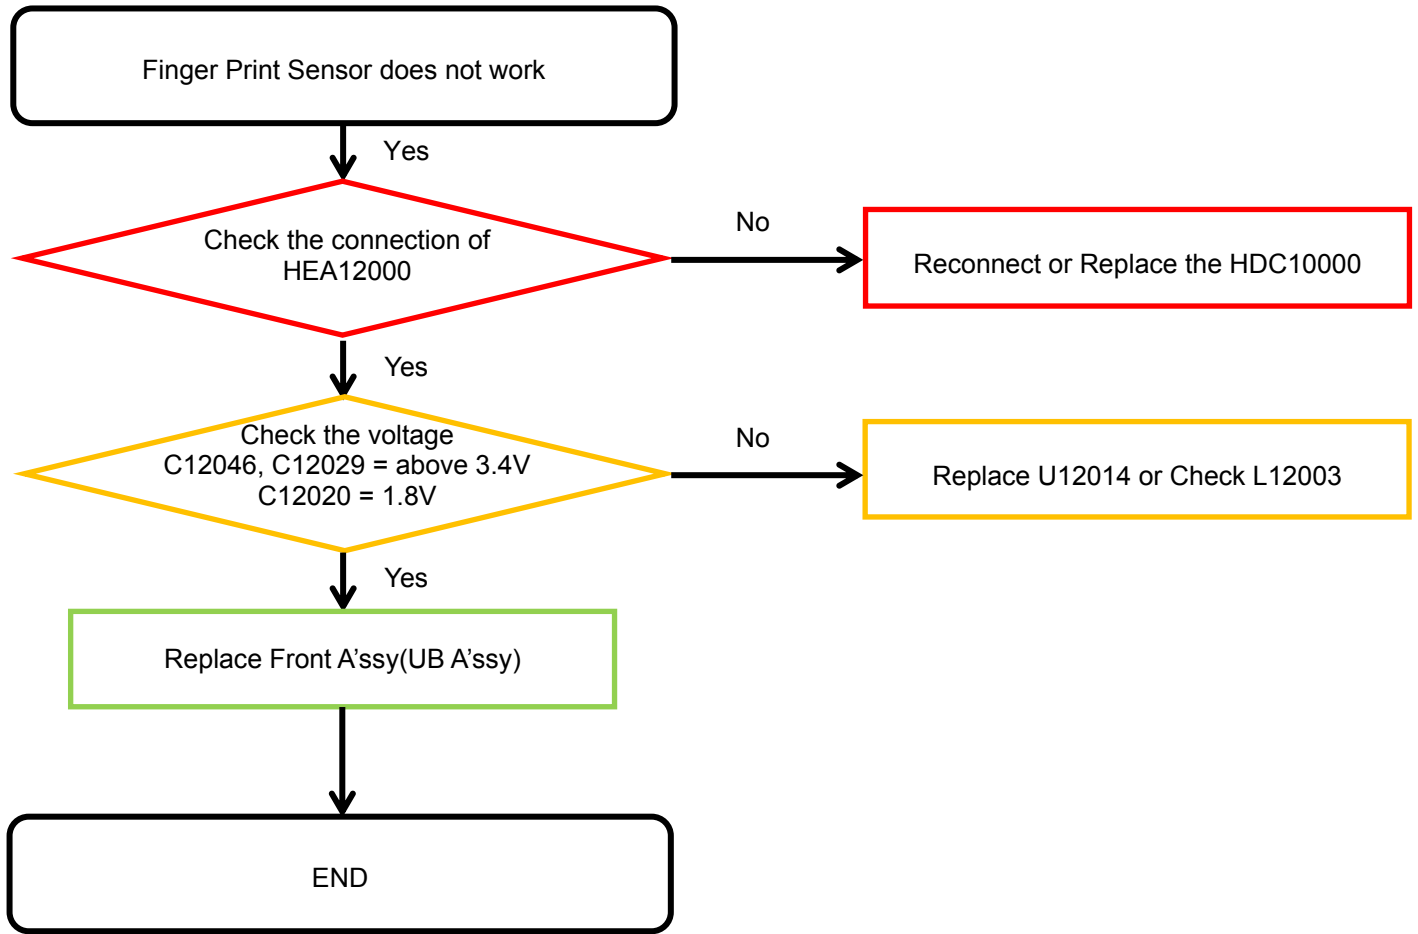 Finger Print Sensor does not work
Yes
Check the connection of
HEA12000
No
Reconnect or Replace the HDC10000
Yes
Check the voltage
C12046, C12029 = above 3.4V
C12020 = 1.8V
No
Replace U12014 or Check L12003
Yes
Replace Front A’ssy(UB A’ssy)
END